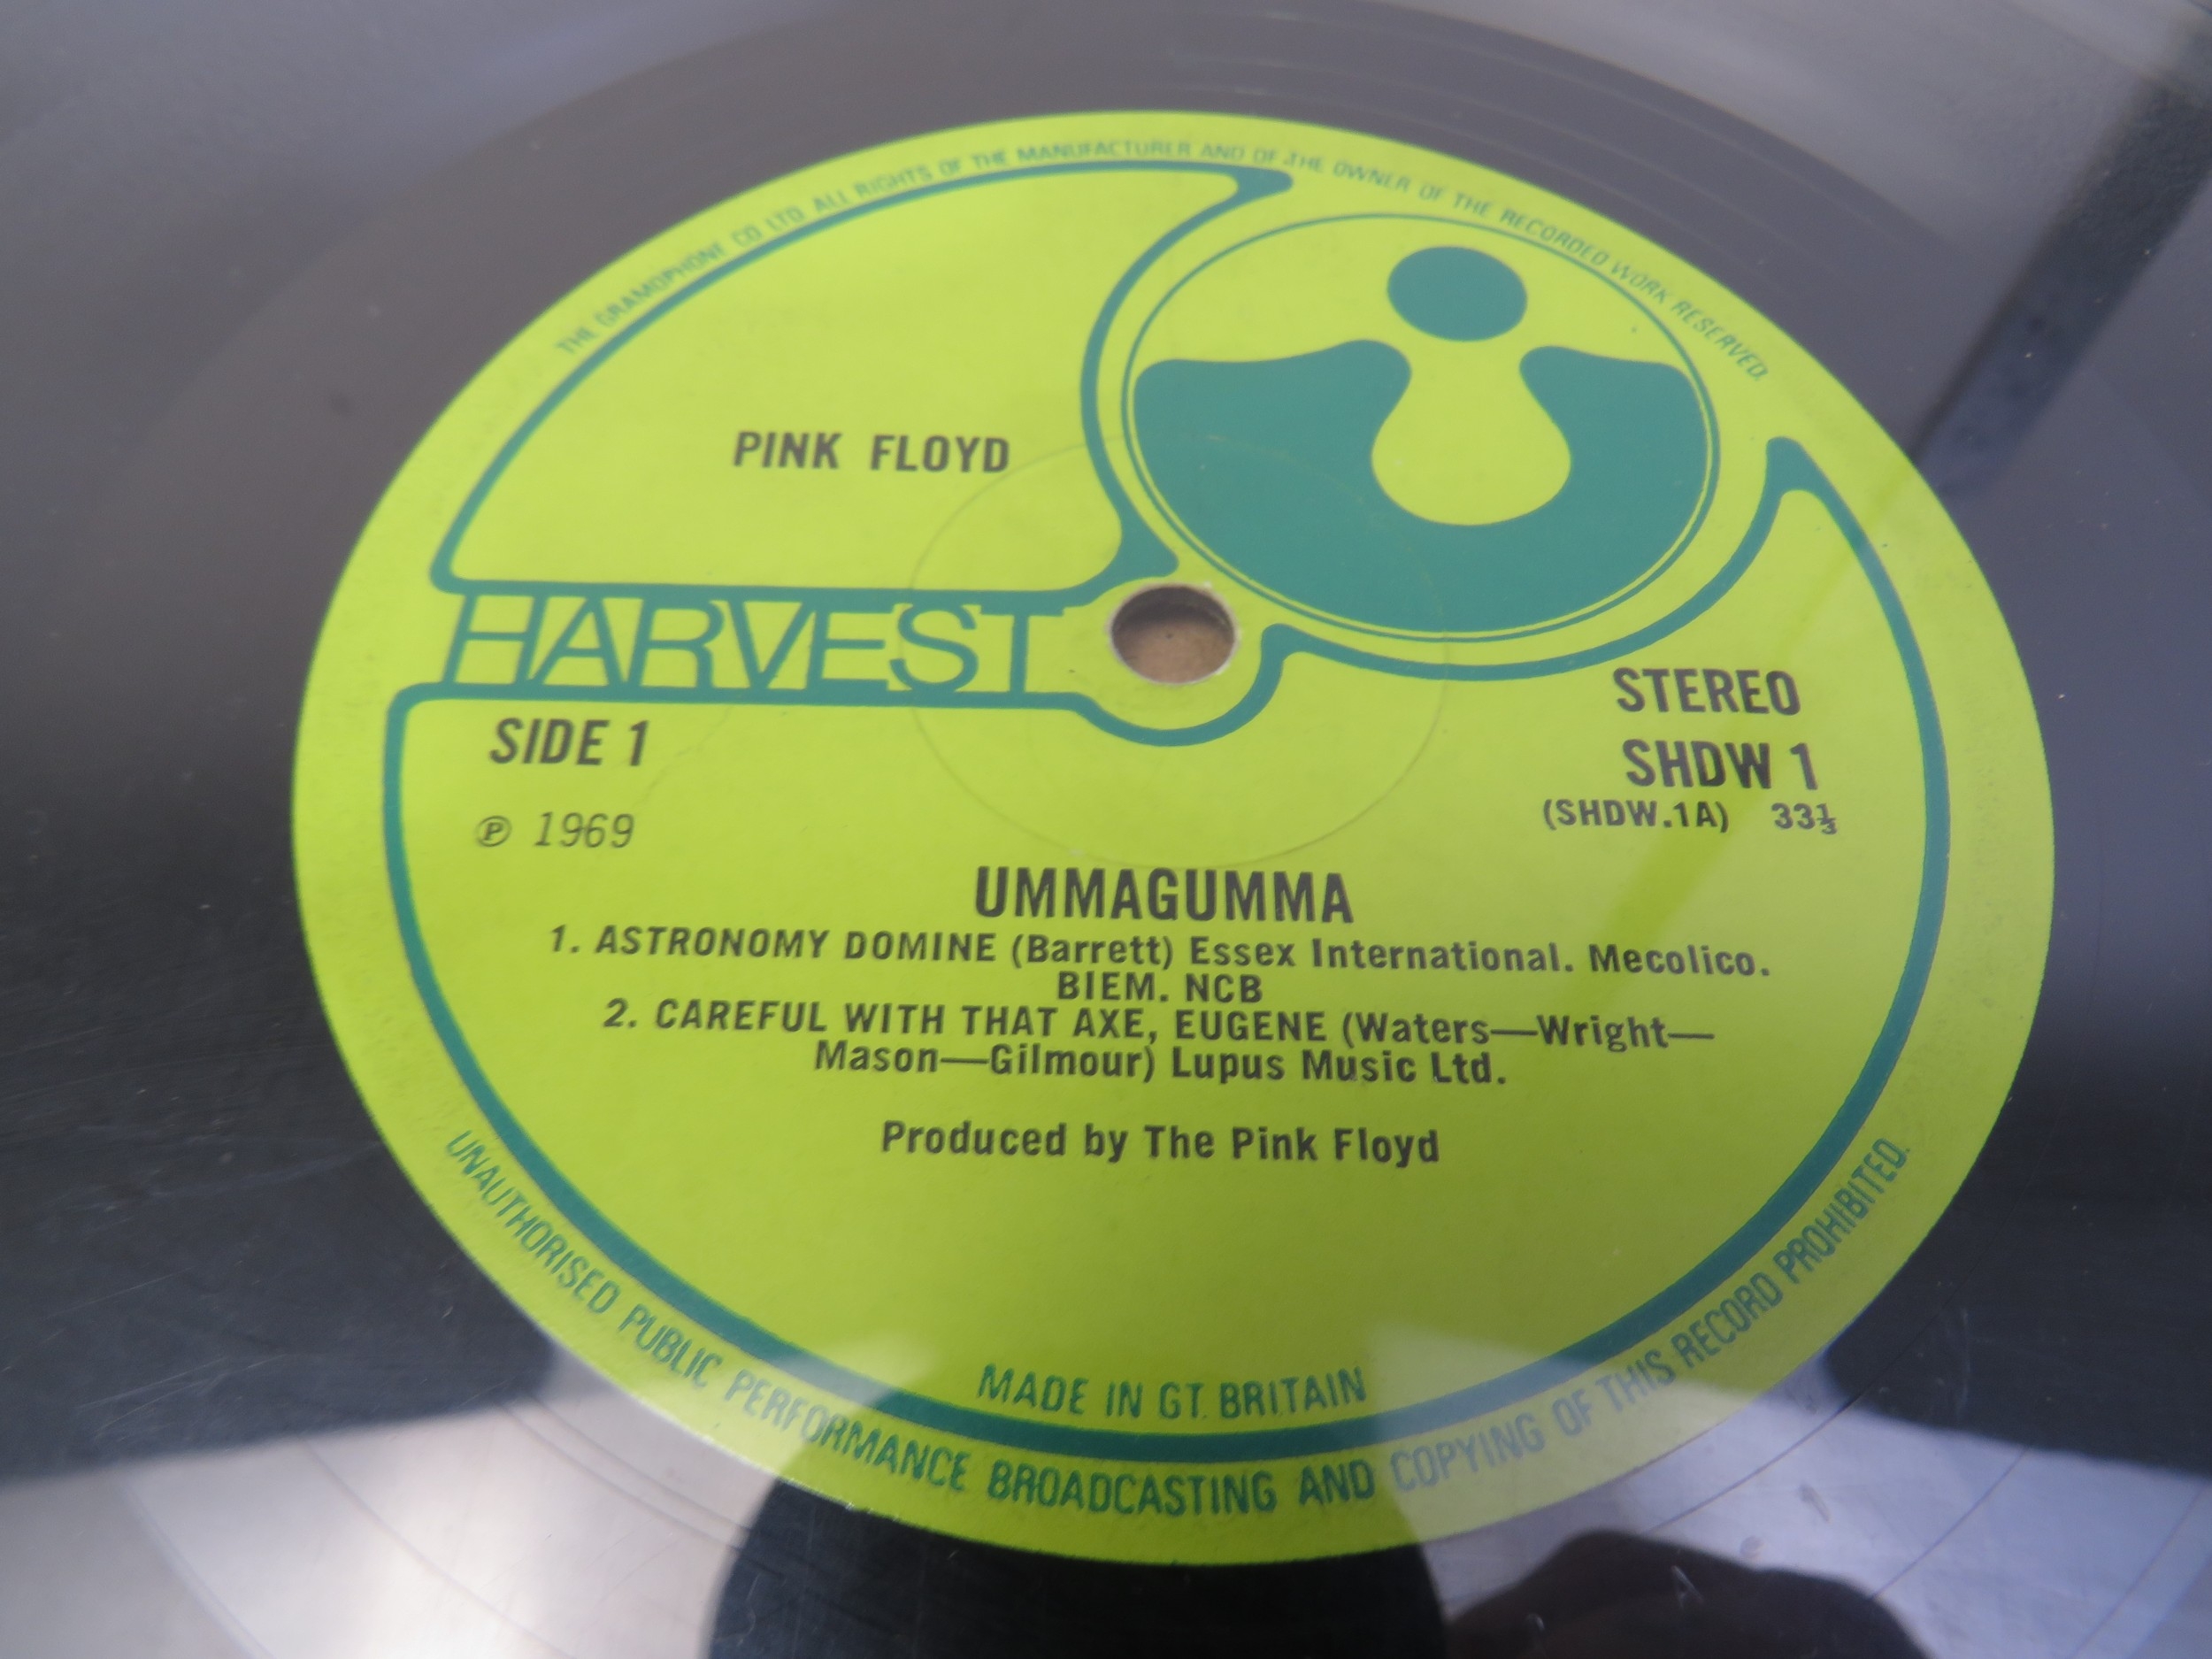 THE GRAMOPHONE CO LTD. ALL RIGHTS OF THE MANUFACTURER AND OF THE OWNER OF THE RECORDED WORK RESERVED.
PINK FLOYD
HARVEST
SIDE 1
℗ 1969
STEREO
SHDW 1
(SHDW.1A) 33⅓
UMMAGUMMA
1. ASTRONOMY DOMINE (Barrett) Essex International. Mecolico.
BIEM. NCB
2. CAREFUL WITH THAT AXE, EUGENE (Waters—Wright—
Mason—Gilmour) Lupus Music Ltd.
Produced by The Pink Floyd
MADE IN GT. BRITAIN
UNAUTHORISED PUBLIC PERFORMANCE BROADCASTING AND COPYING OF THIS RECORD PROHIBITED.